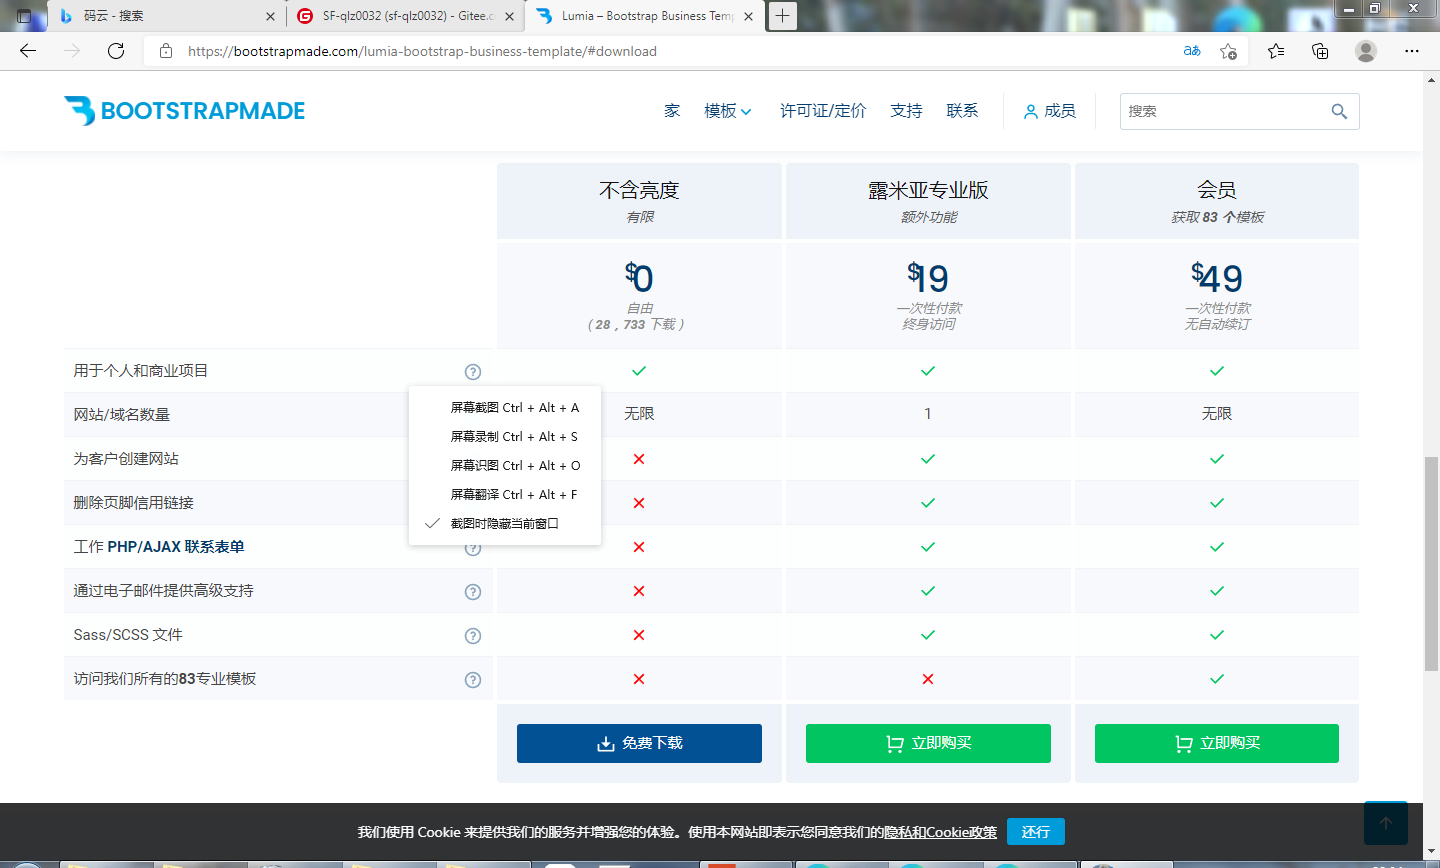 码云 - 搜索
SF-qlz0032 (sf-qlz0032) - Gitee.c
Lumia – Bootstrap Business Temp
https://bootstrapmade.com/lumia-bootstrap-business-template/#download
BOOTSTRAPMADE
家 模板 许可证/定价 支持 联系 成员 搜索
不含亮度 露米亚专业版 会员
有限 额外功能 获取 83 个模板
$0 $19 $49
自由 一次性付款 一次性付款
（28，733 下载） 终身访问 无自动续订
用于个人和商业项目
网站/域名数量 无限 1 无限
为客户创建网站
删除页脚信用链接
工作 PHP/AJAX 联系表单
通过电子邮件提供高级支持
Sass/SCSS 文件
访问我们所有的83专业模板
屏幕截图 Ctrl + Alt + A
屏幕录制 Ctrl + Alt + S
屏幕识图 Ctrl + Alt + O
屏幕翻译 Ctrl + Alt + F
截图时隐藏当前窗口
免费下载 立即购买 立即购买
我们使用 Cookie 来提供我们的服务并增强您的体验。使用本网站即表示您同意我们的隐私和Cookie政策 还行